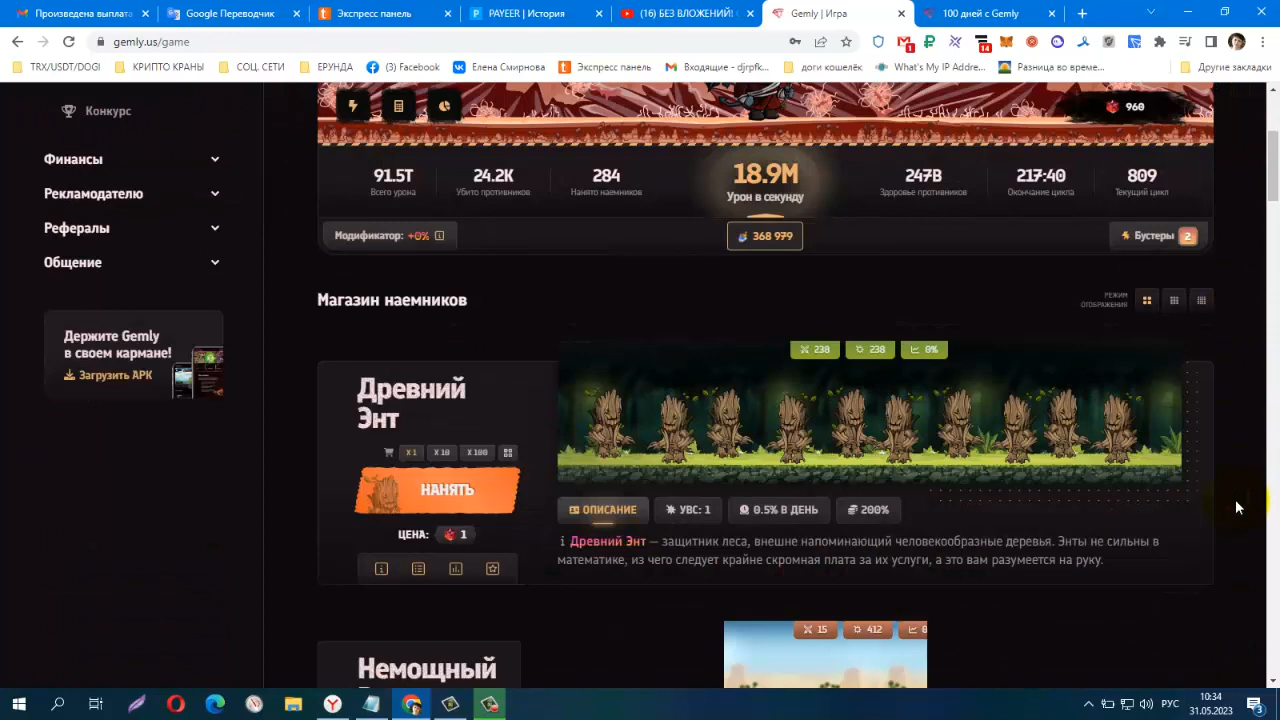 Произведена выплата
Google Переводчик
Экспресс панель
PAYEER | История
(16) БЕЗ ВЛОЖЕНИЙ!
Gemly | Игра
100 дней с Gemly
gemly.us/game
1
14
TRX/USDT/DOGI
КРИПТО КРАНЫ
СОЦ. СЕТИ
ЕРУНДА
(3) Facebook
Елена Смирнова
Экспресс панель
Входящие - djrpfk...
доги кошелёк
What's My IP Addre...
Разница во време...
Другие закладки
Конкурс
Финансы
Рекламодателю
Рефералы
Общение
Держите Gemly
в своем кармане!
Загрузить APK
960
91.5T
Всего урона
24.2K
Убито противников
284
Нанято наемников
18.9M
Урон в секунду
247B
Здоровье противников
217:40
Окончание цикла
809
Текущий цикл
Модификатор: +0%
368 979
Бустеры 2
Магазин наемников
РЕЖИМ
ОТОБРАЖЕНИЯ
238
238
0%
Древний
Энт
X 1
X 10
X 100
НАНЯТЬ
ЦЕНА: 1
ОПИСАНИЕ
УВС: 1
0.5% В ДЕНЬ
200%
Древний Энт — защитник леса, внешне напоминающий человекообразные деревья. Энты не сильны в
математике, из чего следует крайне скромная плата за их услуги, а это вам разумеется на руку.
15
412
Немощный
10:34
РУС
31.05.2023
3